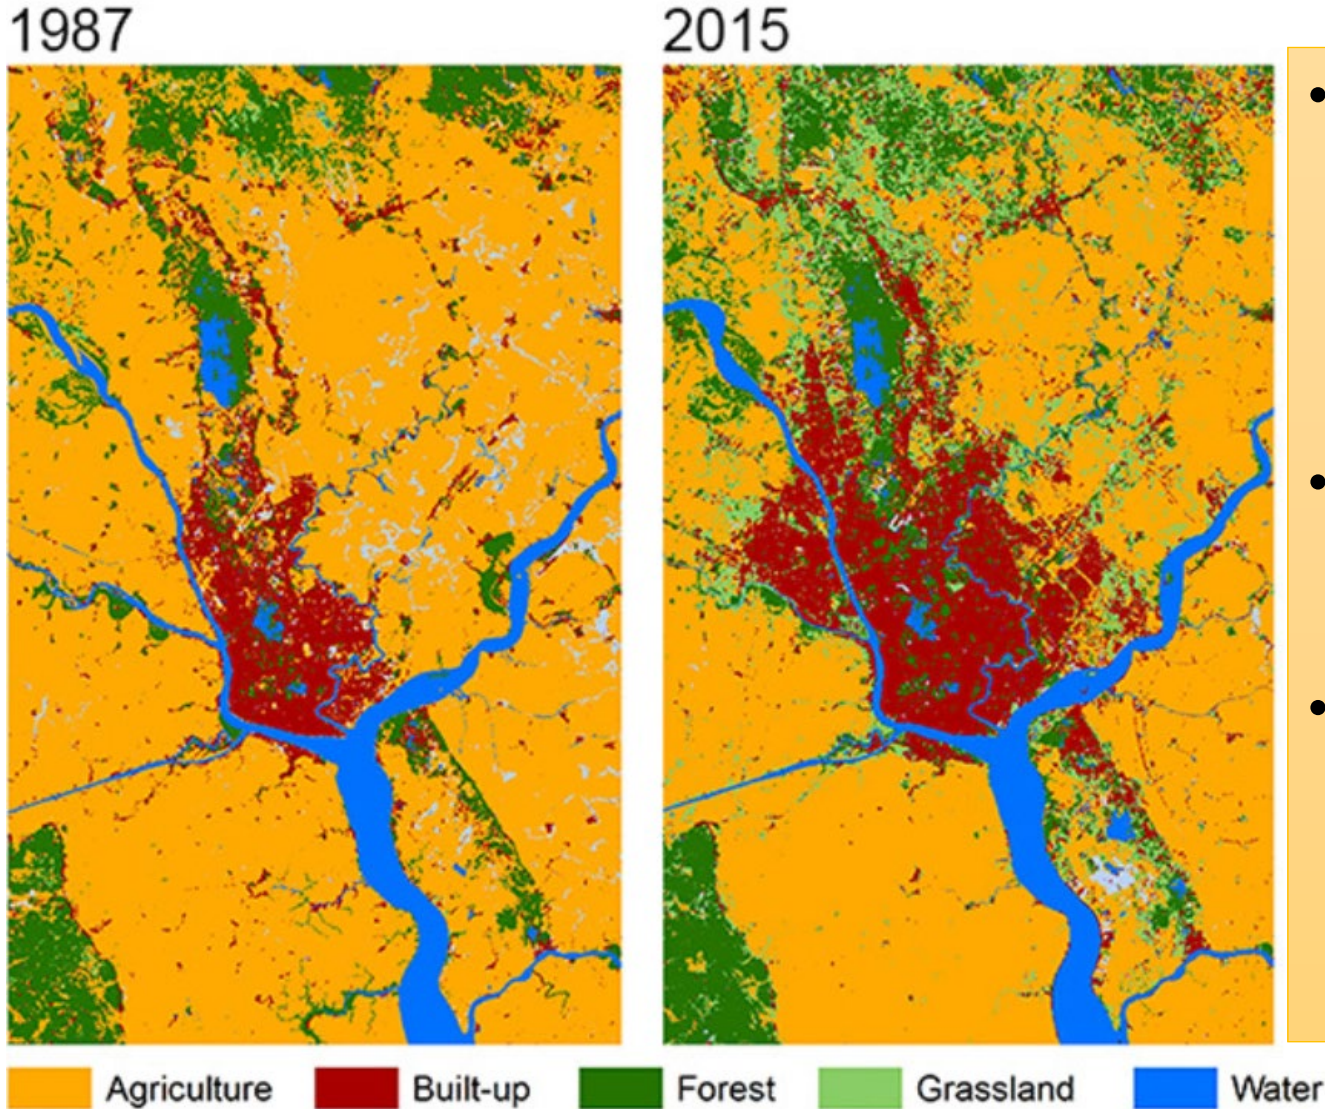 1987
2015
•
•
•
Agriculture
Built-up
Forest
Grassland
Water